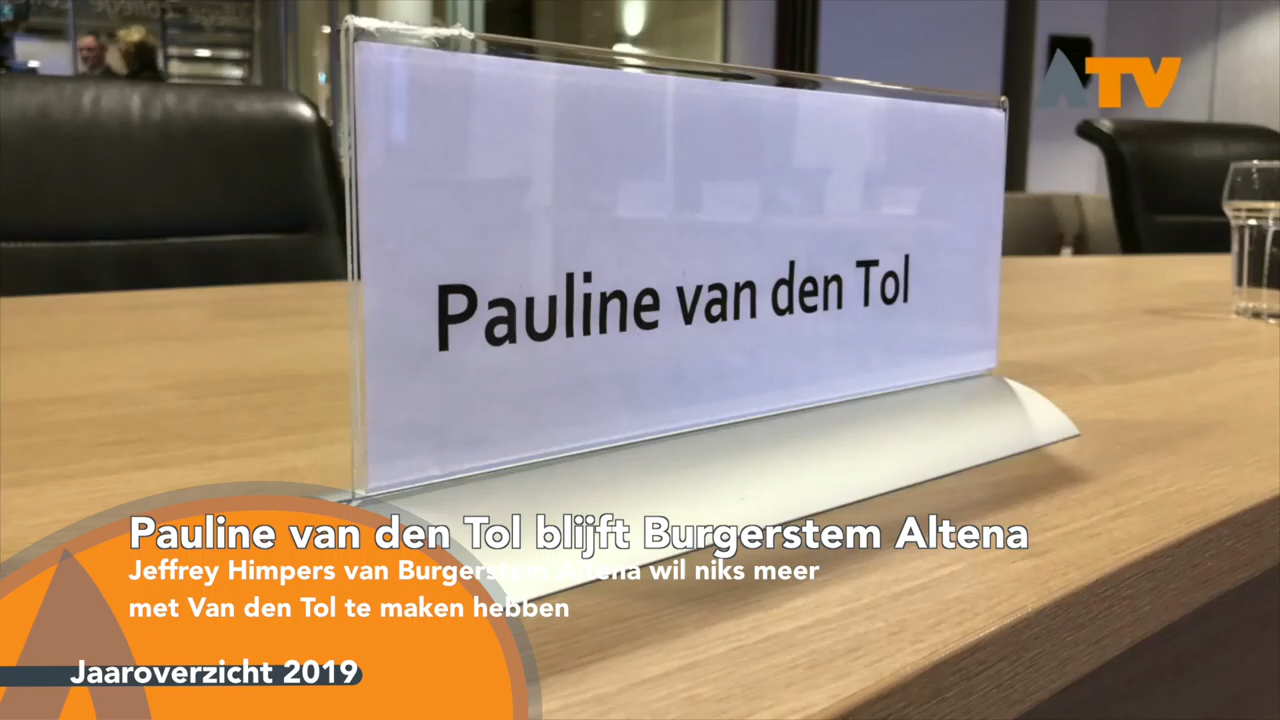 ATV
Pauline van den Tol
Pauline van den Tol blijft Burgerstem Altena
Jeffrey Himpers van Burgerstem Altena wil niks meer
met Van den Tol te maken hebben
Jaaroverzicht 2019